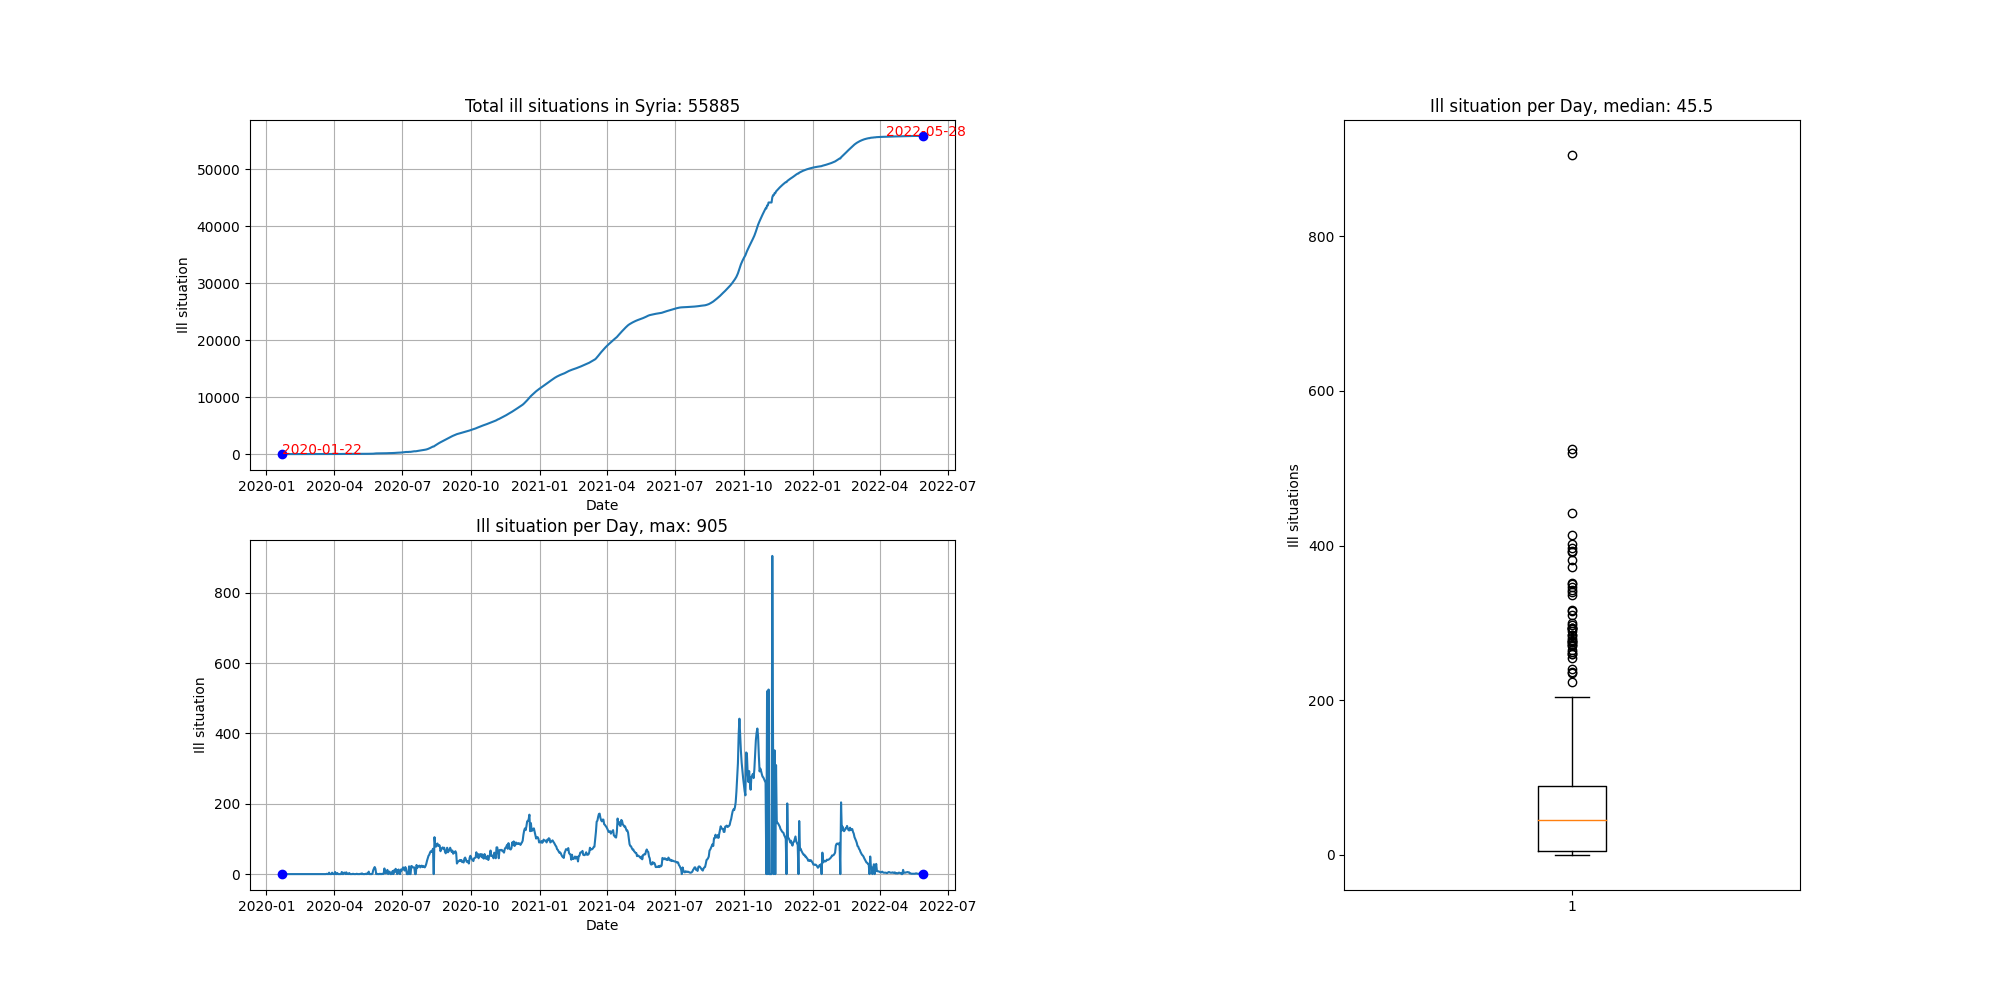 Total ill situations in Syria: 55885
Ill situation
50000
40000
30000
20000
10000
0
2020-01-22
2022-05-28
2020-01 2020-04 2020-07 2020-10 2021-01 2021-04 2021-07 2021-10 2022-01 2022-04 2022-07
Date
Ill situation per Day, max: 905
Ill situation
800
600
400
200
0
2020-01 2020-04 2020-07 2020-10 2021-01 2021-04 2021-07 2021-10 2022-01 2022-04 2022-07
Date
Ill situation per Day, median: 45.5
Ill situations
800
600
400
200
0
1